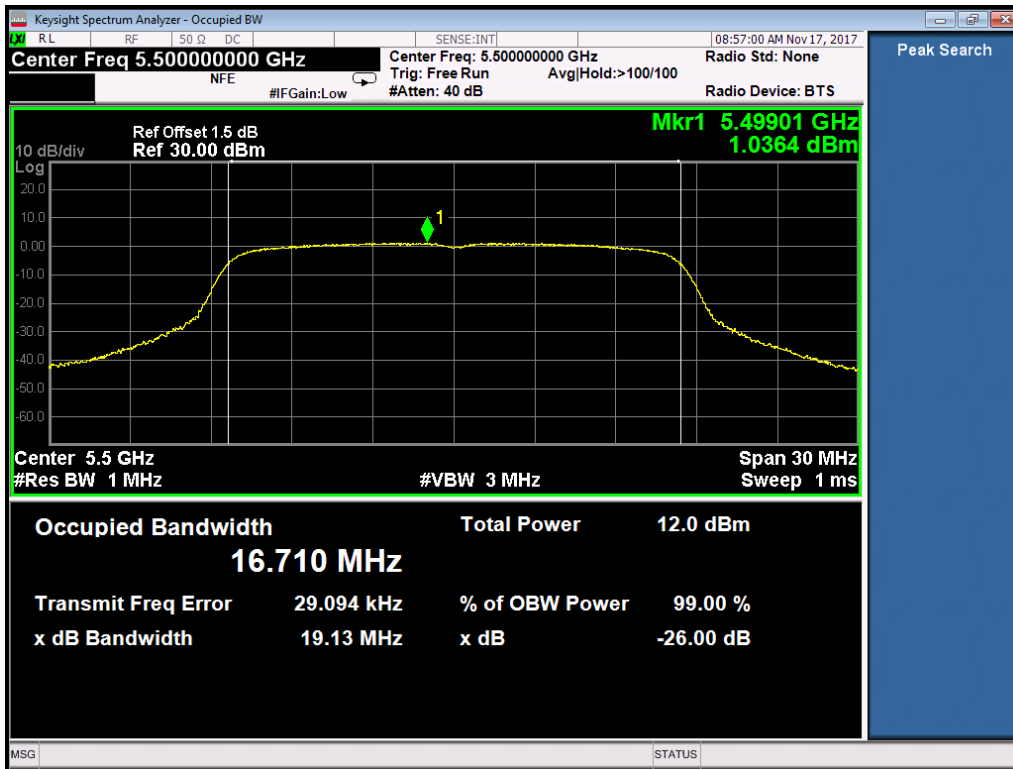 Keysight Spectrum Analyzer - Occupied BW
LXI RL RF 50 Ω DC SENSE:INT 08:57:00 AM Nov 17, 2017
Center Freq 5.500000000 GHz Center Freq: 5.500000000 GHz Radio Std: None
NFE Trig: Free Run Avg|Hold:>100/100
#IFGain:Low #Atten: 40 dB Radio Device: BTS
Peak Search
Ref Offset 1.5 dB Mkr1 5.49901 GHz
10 dB/div Ref 30.00 dBm 1.0364 dBm
Log
20.0
10.0
1
0.00
-10.0
-20.0
-30.0
-40.0
-50.0
-60.0
Center 5.5 GHz Span 30 MHz
#Res BW 1 MHz #VBW 3 MHz Sweep 1 ms
Occupied Bandwidth Total Power 12.0 dBm
16.710 MHz
Transmit Freq Error 29.094 kHz % of OBW Power 99.00 %
x dB Bandwidth 19.13 MHz x dB -26.00 dB
MSG STATUS